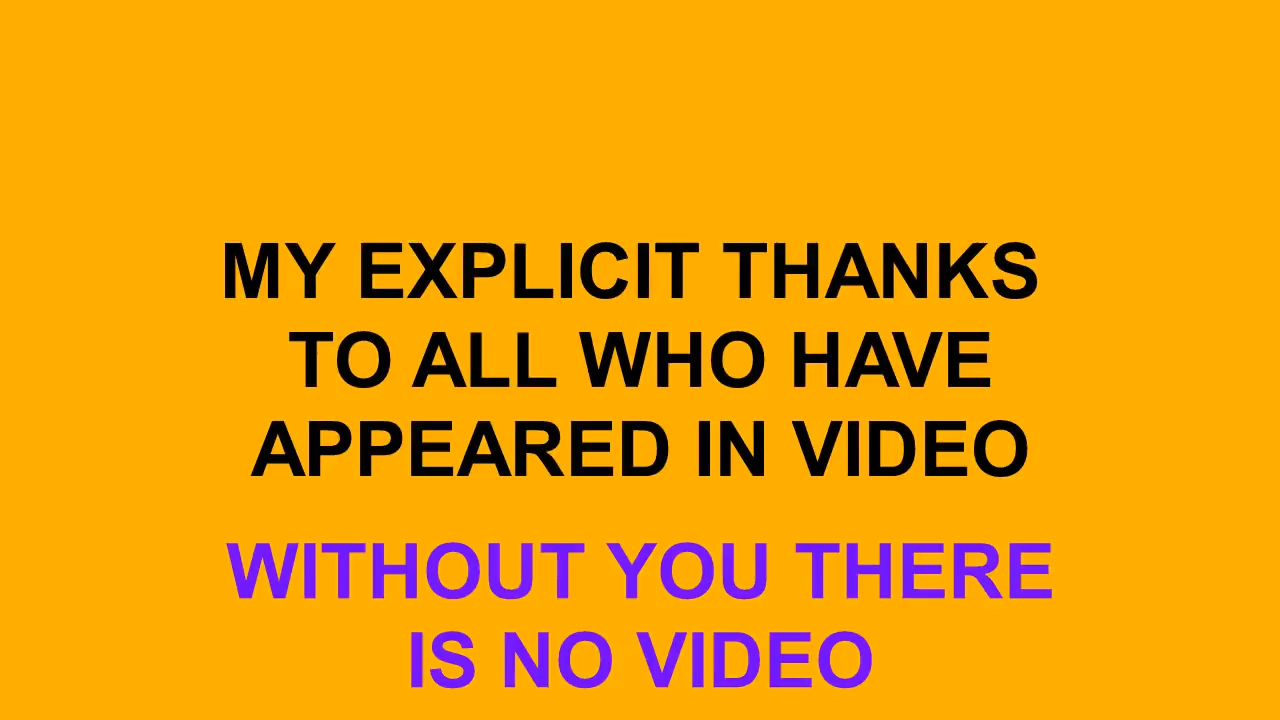 MY EXPLICIT THANKS
TO ALL WHO HAVE
APPEARED IN VIDEO
WITHOUT YOU THERE
IS NO VIDEO